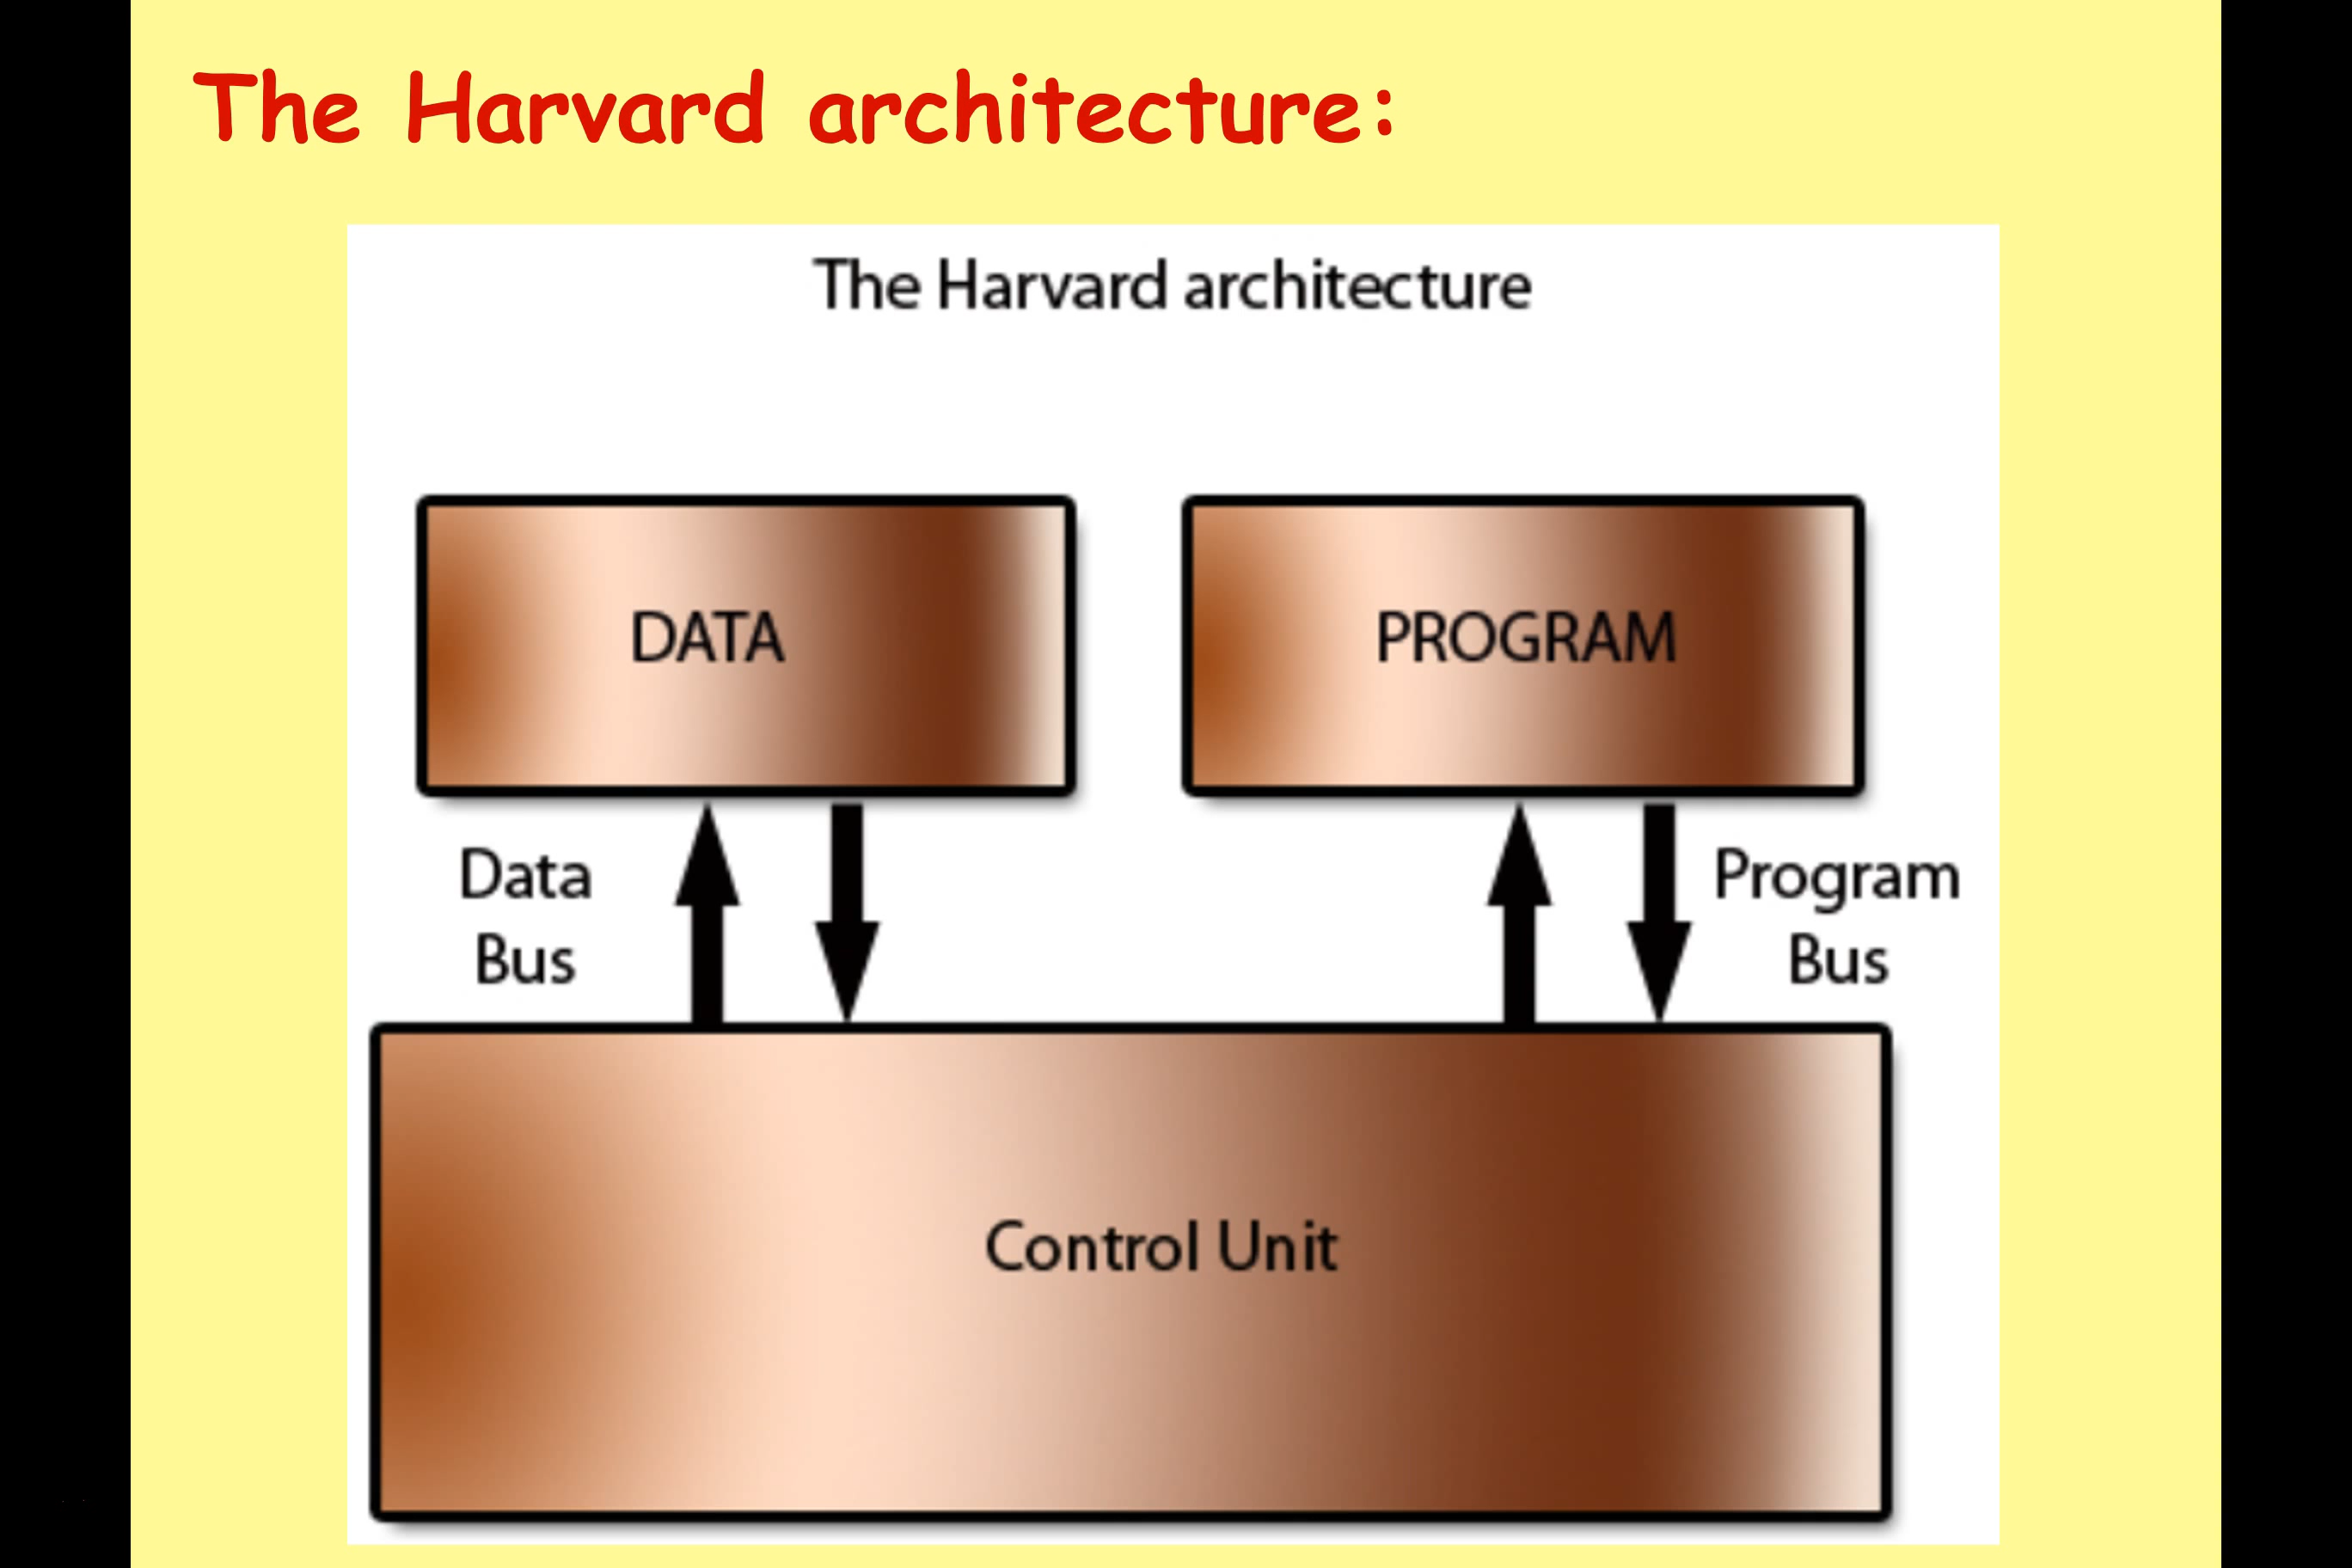 The Harvard architecture:
The Harvard architecture
DATA
PROGRAM
Data
Bus
Program
Bus
Control Unit